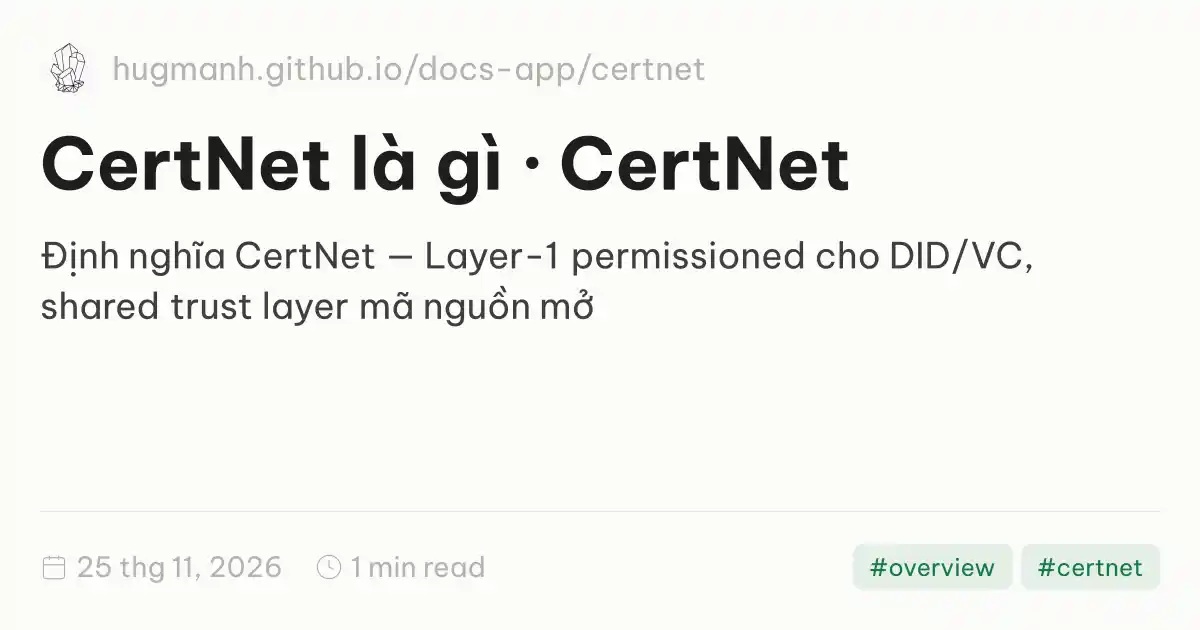 hugmanh.github.io/docs-app/certnet
CertNet là gì · CertNet
Định nghĩa CertNet — Layer-1 permissioned cho DID/VC,
shared trust layer mã nguồn mở
25 thg 11, 2026 1 min read #overview #certnet